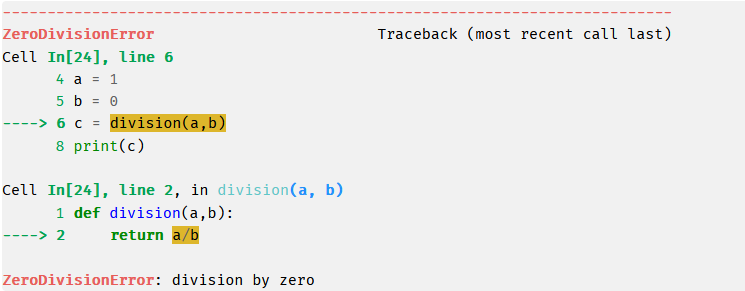 ---------------------------------------------------------------------------
ZeroDivisionError                         Traceback (most recent call last)
Cell In[24], line 6
      4 a = 1
      5 b = 0
----> 6 c = division(a,b)
      8 print(c)

Cell In[24], line 2, in division(a, b)
      1 def division(a,b):
----> 2     return a/b

ZeroDivisionError: division by zero